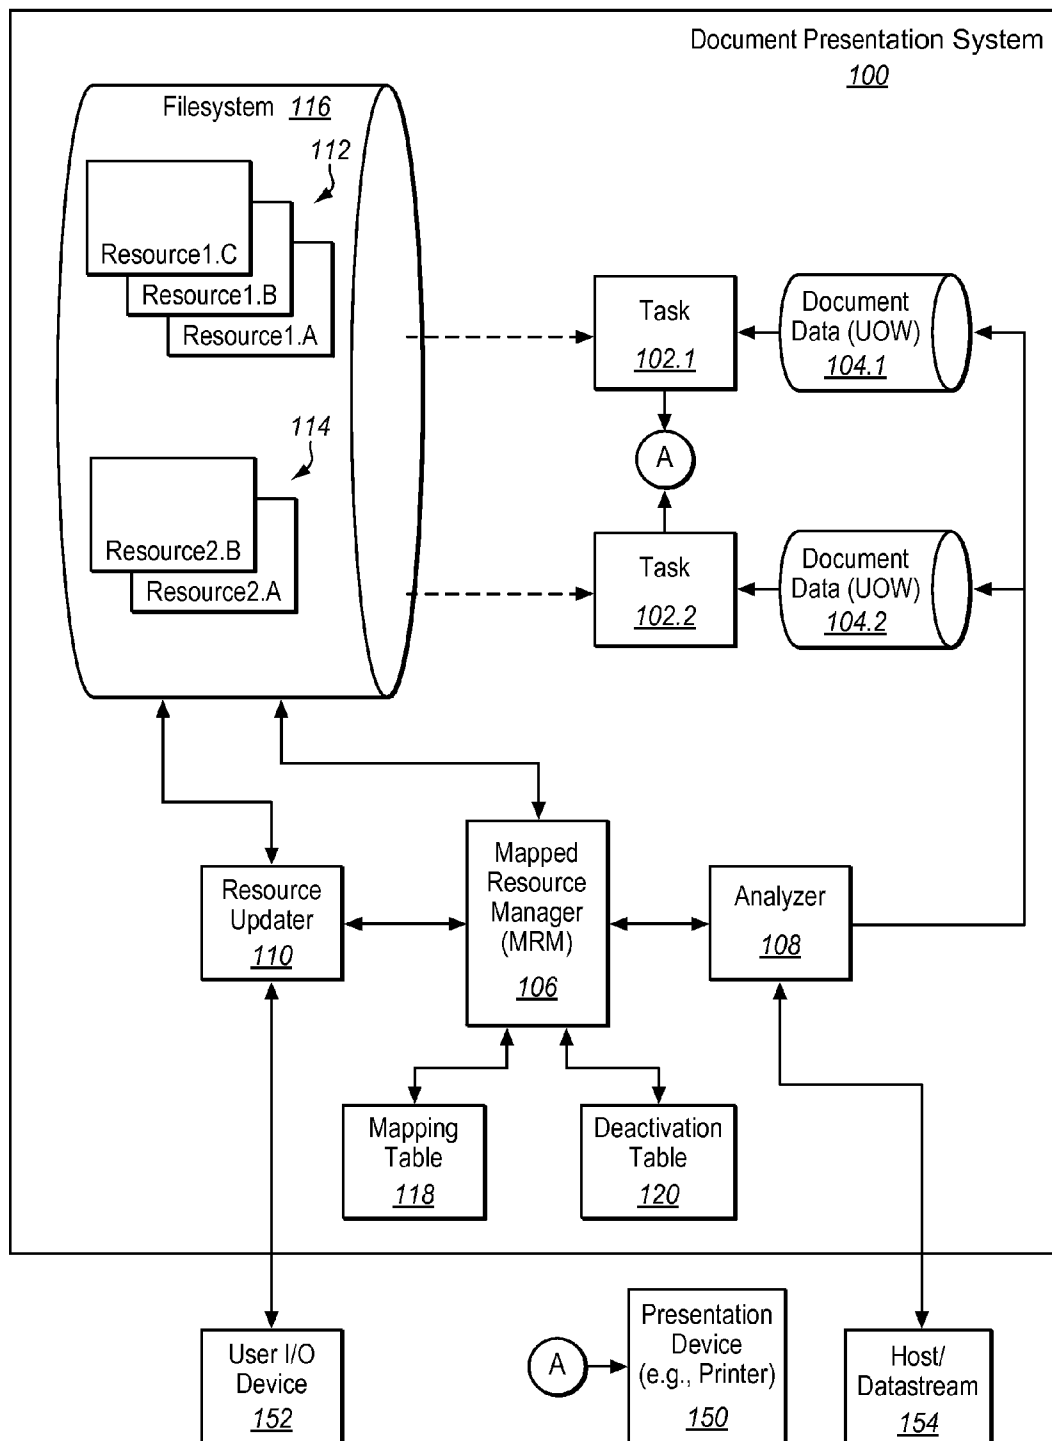 Document Presentation System
100
Filesystem 116
112
Resource1.C
Resource1.B
Resource1.A
114
Resource2.B
Resource2.A
Task
102.1
Document
Data (UOW)
104.1
A
Task
102.2
Document
Data (UOW)
104.2
Resource
Updater
110
Mapped
Resource
Manager
(MRM)
106
Analyzer
108
Mapping
Table
118
Deactivation
Table
120
User I/O
Device
152
A
Presentation
Device
(e.g., Printer)
150
Host/
Datastream
154